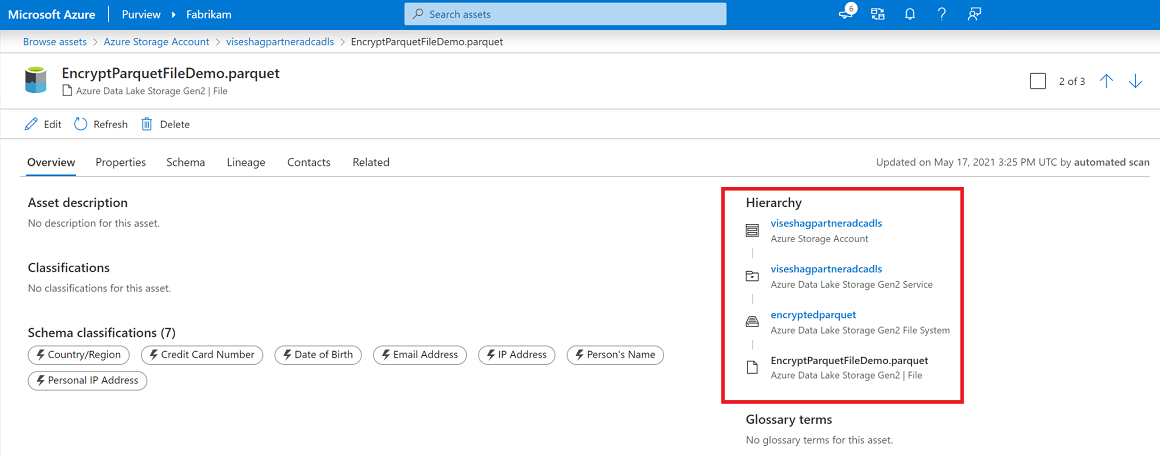 Microsoft Azure Purview Fabrikam Search assets 6
Browse assets Azure Storage Account viseshagpartneradcadls EncryptParquetFileDemo.parquet
EncryptParquetFileDemo.parquet
Azure Data Lake Storage Gen2 | File
2 of 3
Edit Refresh Delete
Overview Properties Schema Lineage Contacts Related
Updated on May 17, 2021 3:25 PM UTC by automated scan
Asset description
No description for this asset.
Classifications
No classifications for this asset.
Schema classifications (7)
Country/Region Credit Card Number Date of Birth Email Address IP Address Person's Name
Personal IP Address
Hierarchy
viseshagpartneradcadls
Azure Storage Account
viseshagpartneradcadls
Azure Data Lake Storage Gen2 Service
encryptedparquet
Azure Data Lake Storage Gen2 File System
EncryptParquetFileDemo.parquet
Azure Data Lake Storage Gen2 | File
Glossary terms
No glossary terms for this asset.